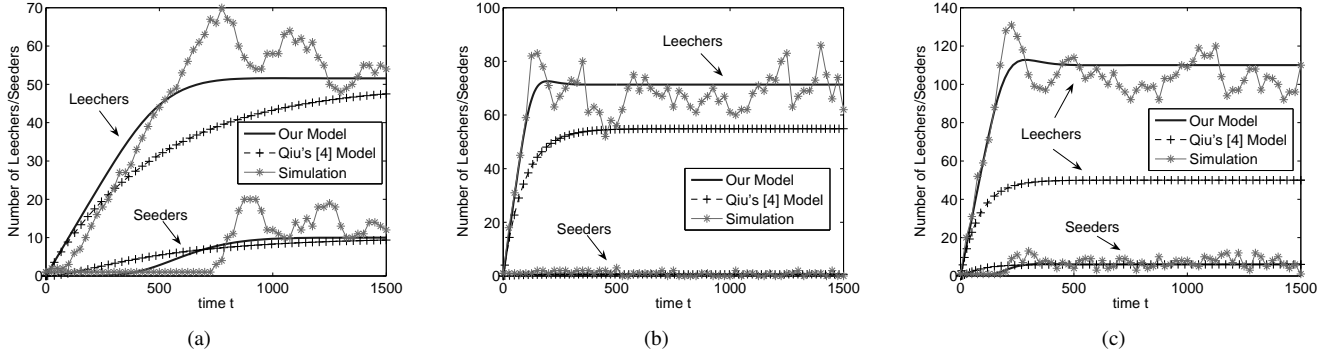 70
60
50
40
30
20
10
0
0
500
1000
1500
Number of Leechers/Seeders
time t
Leechers
Seeders
Our Model
Qiu's [4] Model
Simulation
(a)
100
80
60
40
20
0
0
500
1000
1500
Number of Leechers/Seeders
time t
Leechers
Seeders
Our Model
Qiu's [4] Model
Simulation
(b)
140
120
100
80
60
40
20
0
0
500
1000
1500
Number of Leechers/Seeders
time t
Leechers
Seeders
Our Model
Qiu's [4] Model
Simulation
(c)